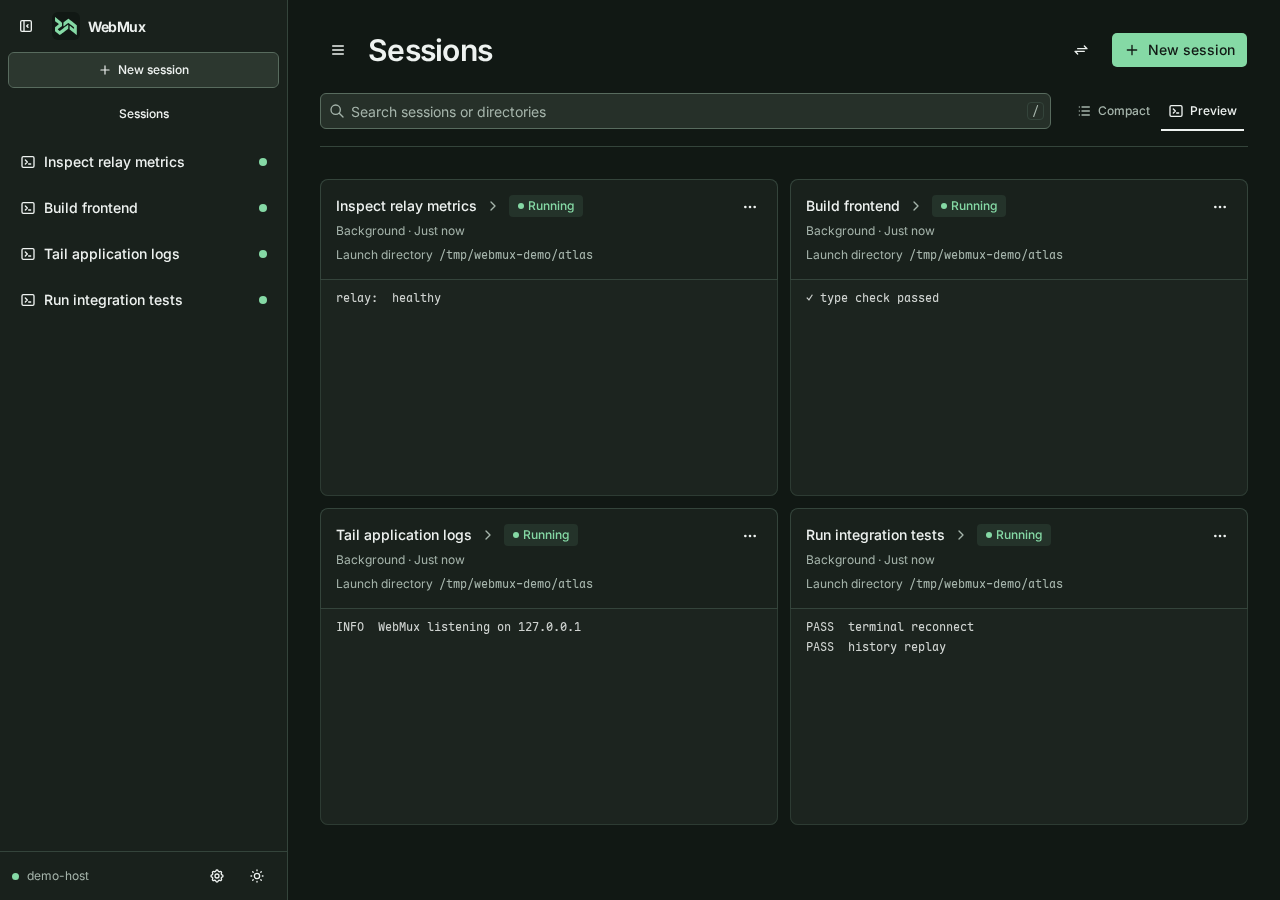 WebMux
New session
Sessions
Inspect relay metrics
Build frontend
Tail application logs
Run integration tests
demo-host
Sessions
New session
Search sessions or directories /
Compact Preview
Inspect relay metrics Running
Background · Just now
Launch directory /tmp/webmux-demo/atlas
relay: healthy
Build frontend Running
Background · Just now
Launch directory /tmp/webmux-demo/atlas
✓ type check passed
Tail application logs Running
Background · Just now
Launch directory /tmp/webmux-demo/atlas
INFO WebMux listening on 127.0.0.1
Run integration tests Running
Background · Just now
Launch directory /tmp/webmux-demo/atlas
PASS terminal reconnect
PASS history replay